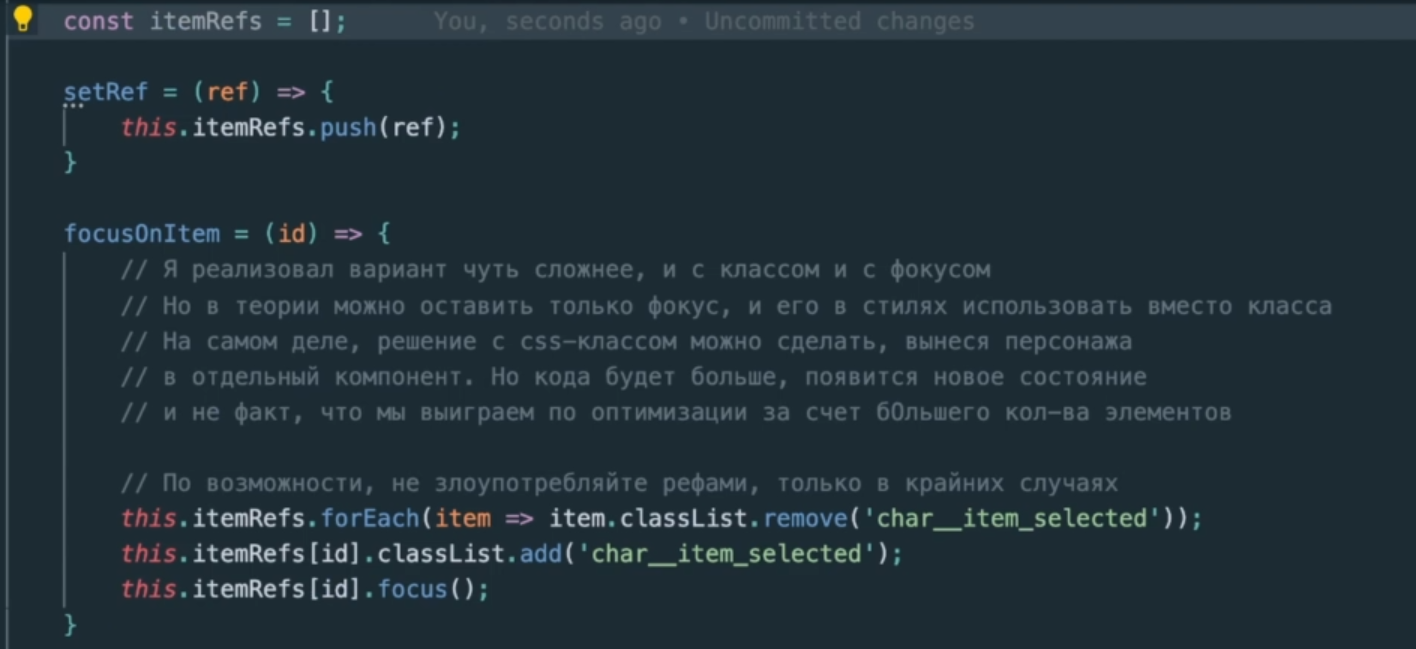 const itemRefs = [];     You, seconds ago • Uncommitted changes
setRef = (ref) => {
this.itemRefs.push(ref);
}
focusOnItem = (id) => {
// Я реализовал вариант чуть сложнее, и с классом и с фокусом
// Но в теории можно оставить только фокус, и его в стилях использовать вместо класса
// На самом деле, решение с css-классом можно сделать, вынеся персонажа
// в отдельный компонент. Но кода будет больше, появится новое состояние
// и не факт, что мы выиграем по оптимизации за счет бОльшего кол-ва элементов
// По возможности, не злоупотребляйте рефами, только в крайних случаях
this.itemRefs.forEach(item => item.classList.remove('char__item_selected'));
this.itemRefs[id].classList.add('char__item_selected');
this.itemRefs[id].focus();
}